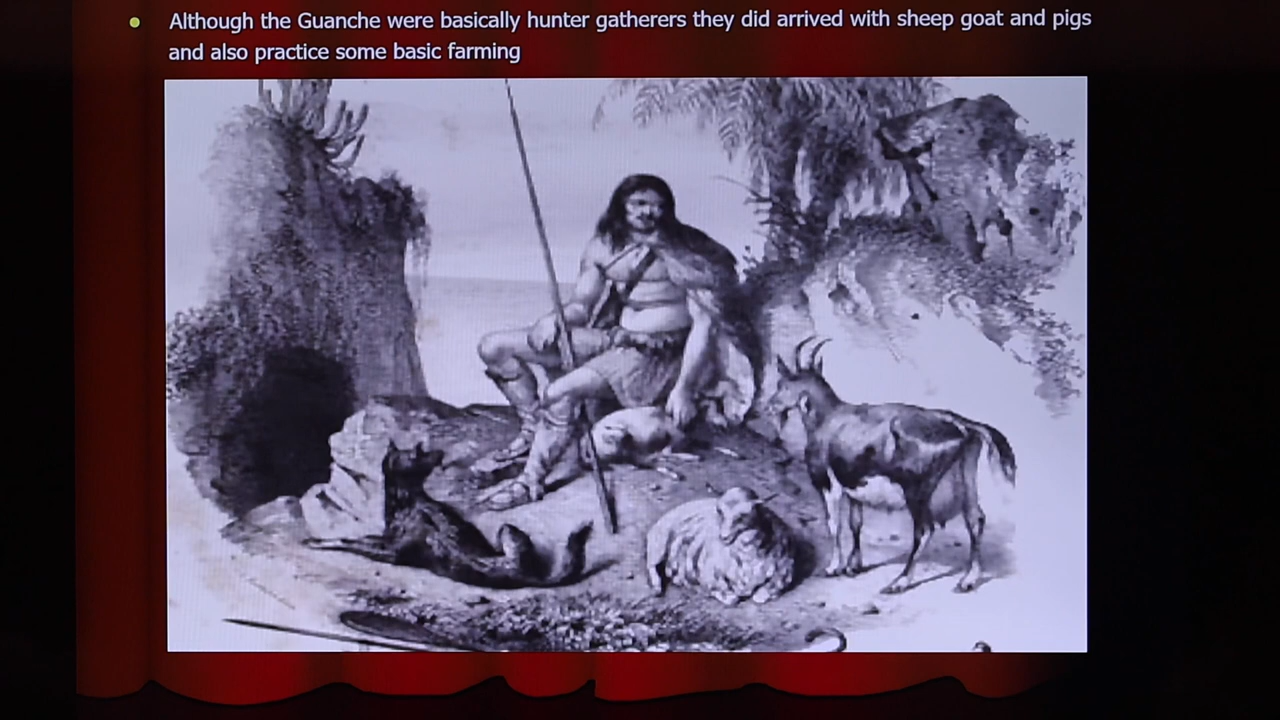 Although the Guanche were basically hunter gatherers they did arrived with sheep goat and pigs
and also practice some basic farming